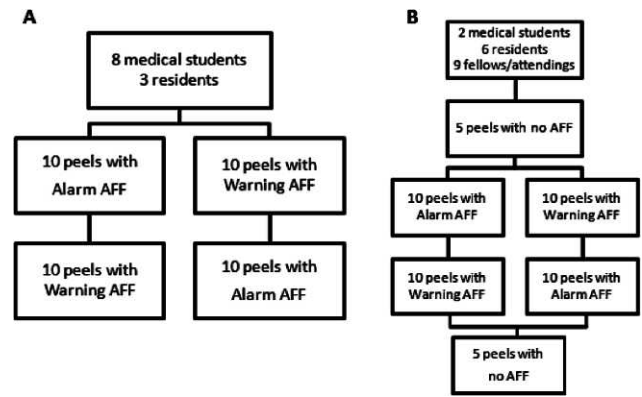 A
8 medical students
3 residents
10 peels with
Alarm AFF
10 peels with
Warning AFF
10 peels with
Warning AFF
10 peels with
Alarm AFF
B
2 medical students
6 residents
9 fellows/attendings
5 peels with no AFF
10 peels with
Alarm AFF
10 peels with
Warning AFF
10 peels with
Warning AFF
10 peels with
Alarm AFF
5 peels with
no AFF